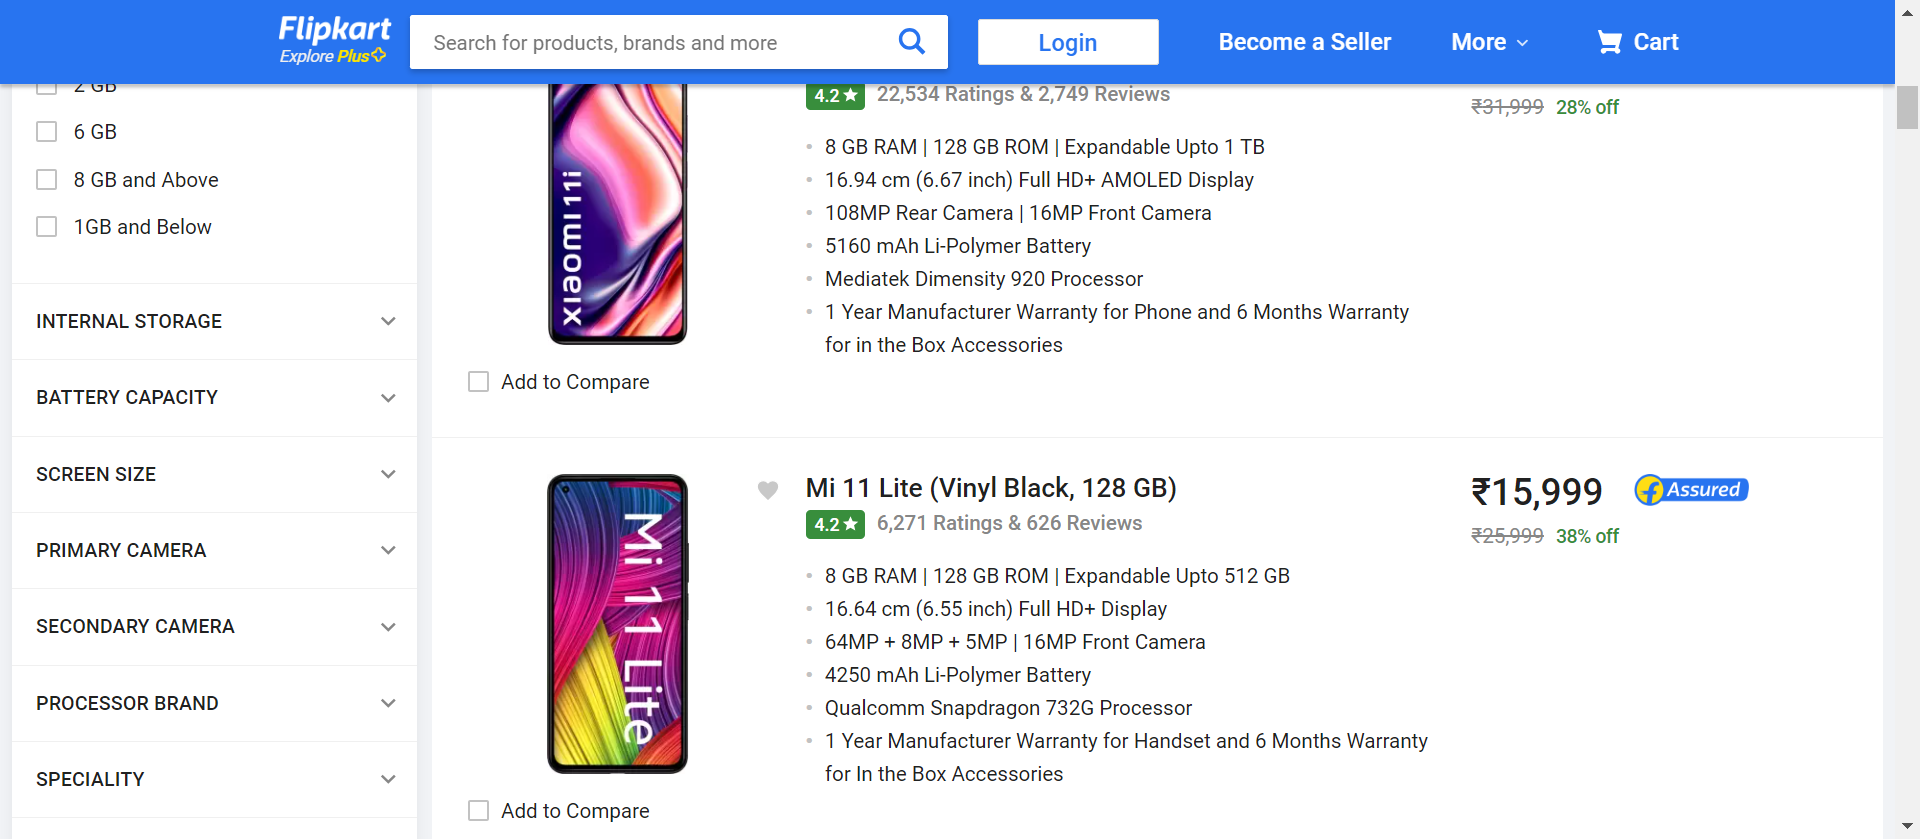 Flipkart
Explore Plus
Search for products, brands and more
Login
Become a Seller
More
Cart
2 GB
6 GB
8 GB and Above
1GB and Below
INTERNAL STORAGE
BATTERY CAPACITY
SCREEN SIZE
PRIMARY CAMERA
SECONDARY CAMERA
PROCESSOR BRAND
SPECIALITY
xiaomi 11i
4.2★ 22,534 Ratings & 2,749 Reviews
• 8 GB RAM | 128 GB ROM | Expandable Upto 1 TB
• 16.94 cm (6.67 inch) Full HD+ AMOLED Display
• 108MP Rear Camera | 16MP Front Camera
• 5160 mAh Li-Polymer Battery
• Mediatek Dimensity 920 Processor
• 1 Year Manufacturer Warranty for Phone and 6 Months Warranty
for in the Box Accessories
₹31,999 28% off
Add to Compare
Mi 11 Lite
Mi 11 Lite (Vinyl Black, 128 GB)
4.2★ 6,271 Ratings & 626 Reviews
• 8 GB RAM | 128 GB ROM | Expandable Upto 512 GB
• 16.64 cm (6.55 inch) Full HD+ Display
• 64MP + 8MP + 5MP | 16MP Front Camera
• 4250 mAh Li-Polymer Battery
• Qualcomm Snapdragon 732G Processor
• 1 Year Manufacturer Warranty for Handset and 6 Months Warranty
for In the Box Accessories
₹15,999
Assured
₹25,999 38% off
Add to Compare